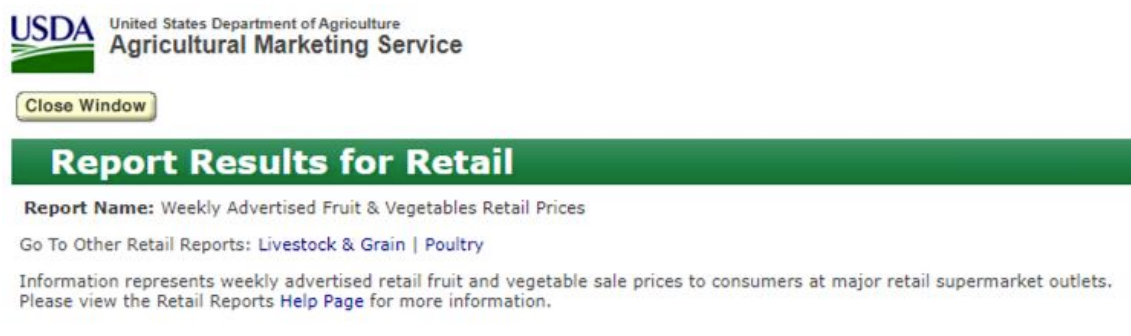 USDA
United States Department of Agriculture
Agricultural Marketing Service
Close Window
Report Results for Retail
Report Name: Weekly Advertised Fruit & Vegetables Retail Prices
Go To Other Retail Reports: Livestock & Grain | Poultry
Information represents weekly advertised retail fruit and vegetable sale prices to consumers at major retail supermarket outlets.
Please view the Retail Reports Help Page for more information.